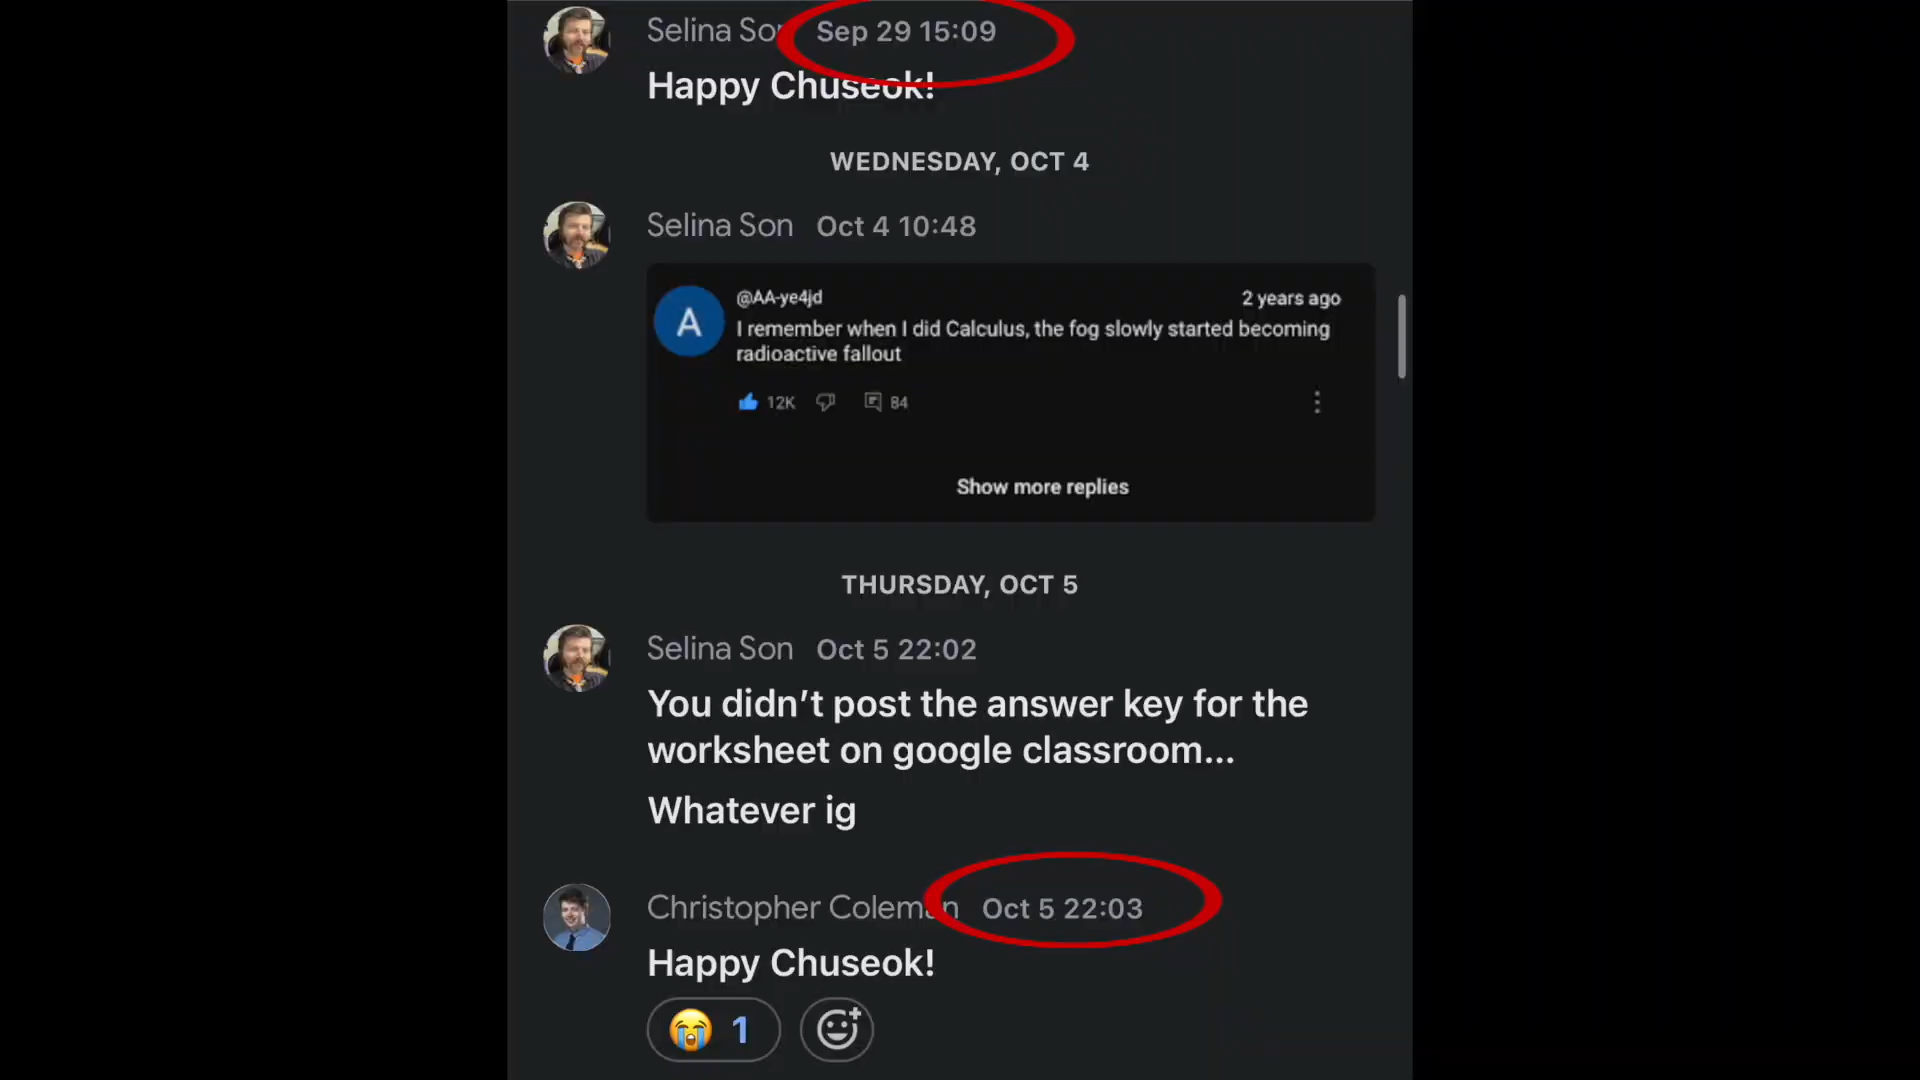 Selina Son Sep 29 15:09
Happy Chuseok!
WEDNESDAY, OCT 4
Selina Son Oct 4 10:48
@AA-ye4jd 2 years ago
A
I remember when I did Calculus, the fog slowly started becoming
radioactive fallout
12K 84
Show more replies
THURSDAY, OCT 5
Selina Son Oct 5 22:02
You didn’t post the answer key for the
worksheet on google classroom...
Whatever ig
Christopher Coleman Oct 5 22:03
Happy Chuseok!
1